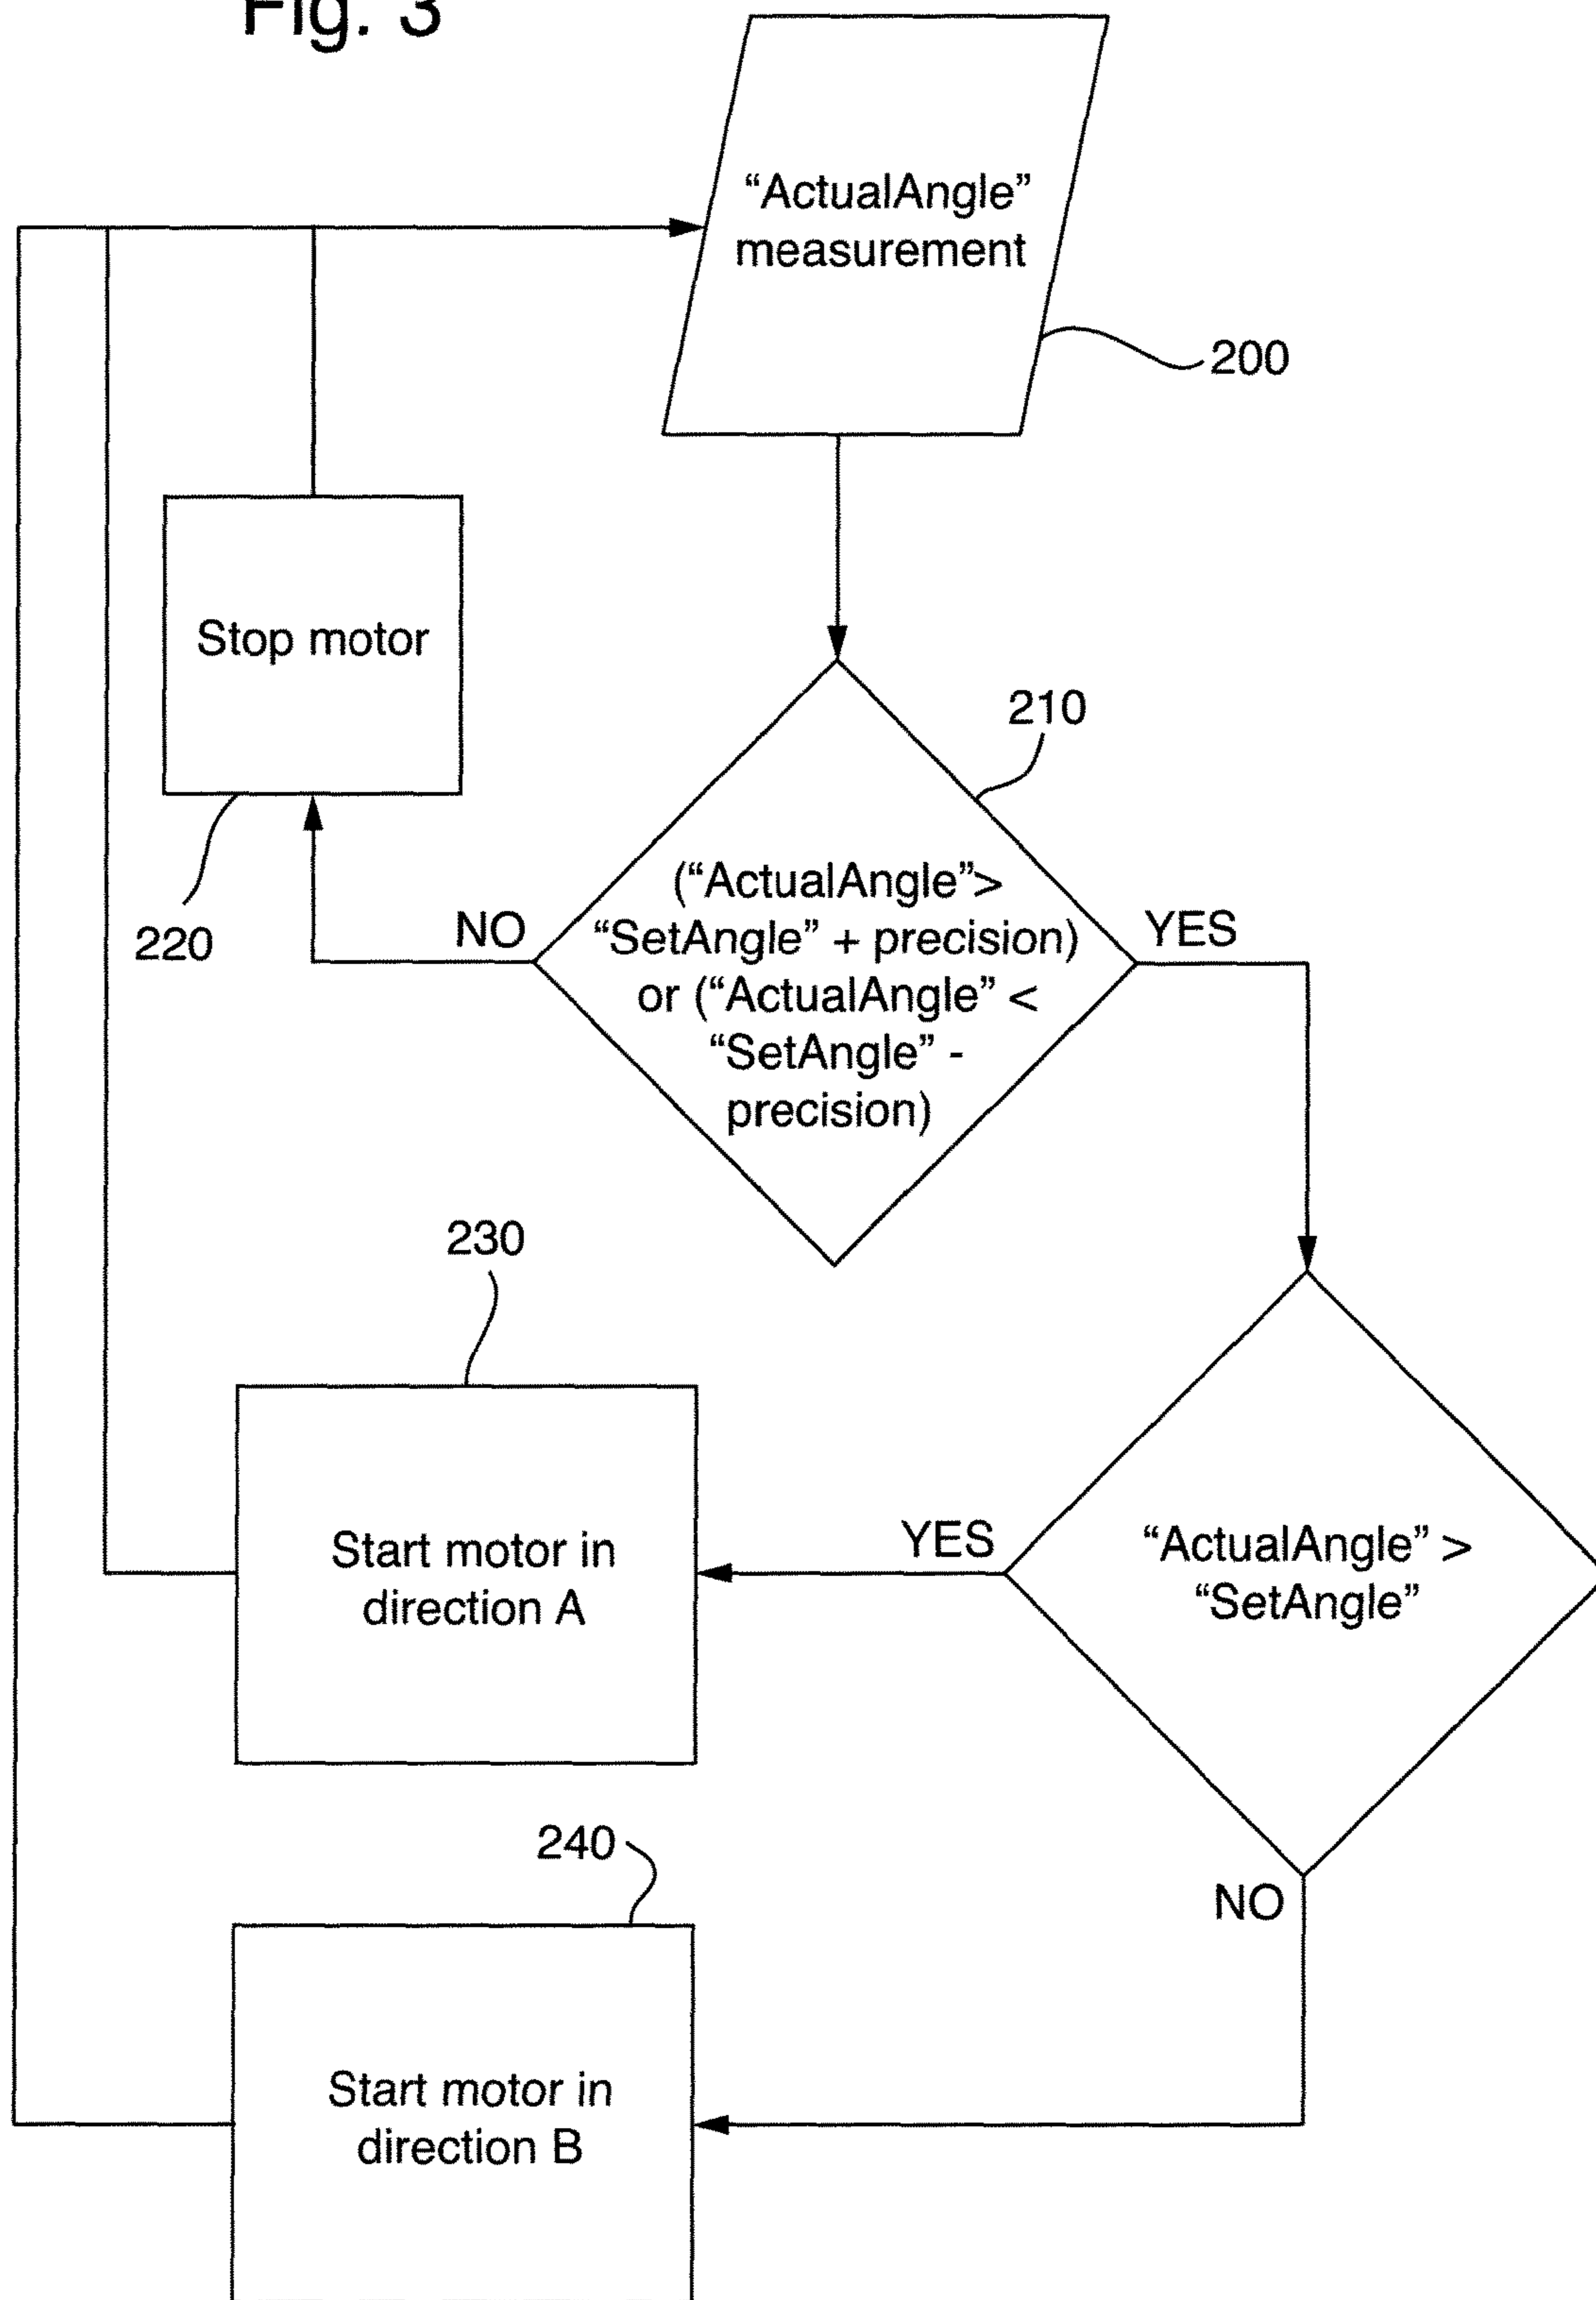 Fig. 3
“ActualAngle”
measurement
200
Stop motor
210
220
NO
(“ActualAngle”>
“SetAngle” + precision)
or (“ActualAngle” <
“SetAngle” -
precision)
YES
230
Start motor in
direction A
YES
“ActualAngle” >
“SetAngle”
240
NO
Start motor in
direction B